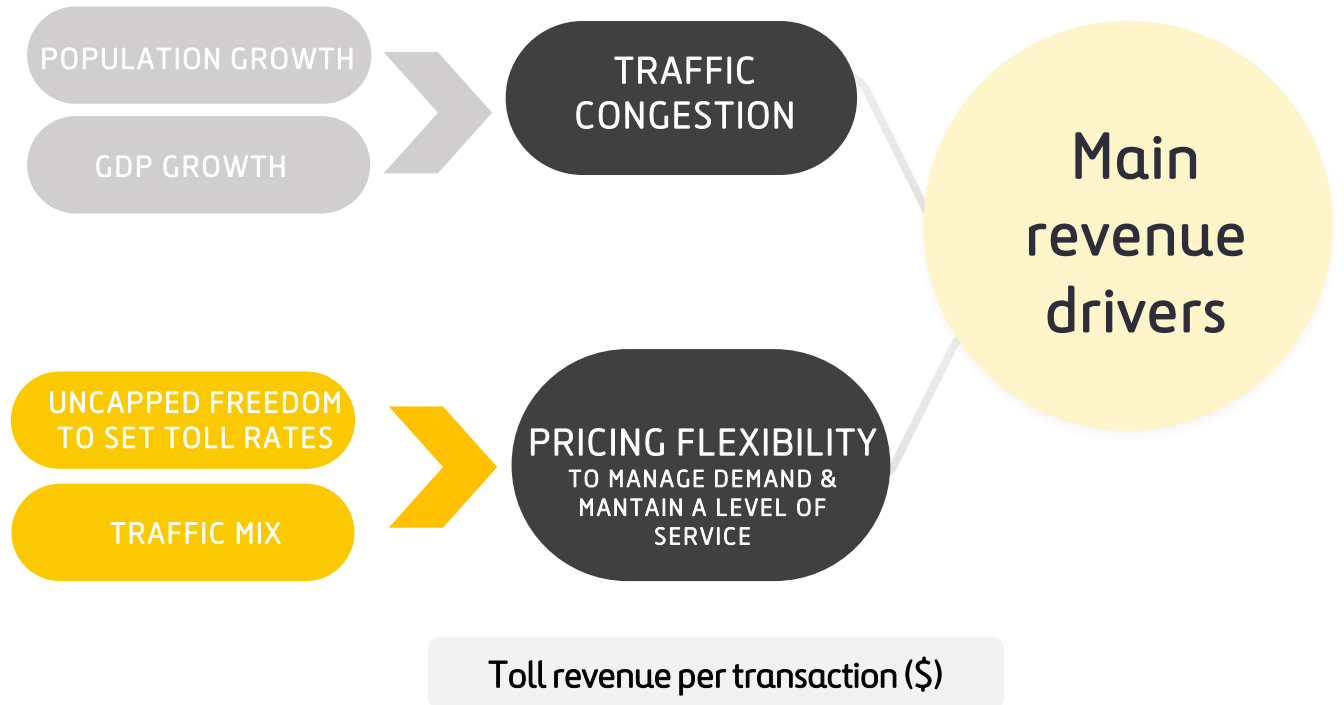 POPULATION GROWTH
GDP GROWTH
TRAFFIC
CONGESTION
Main
revenue
drivers
UNCAPPED FREEDOM
TO SET TOLL RATES
TRAFFIC MIX
PRICING FLEXIBILITY
TO MANAGE DEMAND &
MANTAIN A LEVEL OF
SERVICE
Toll revenue per transaction ($)